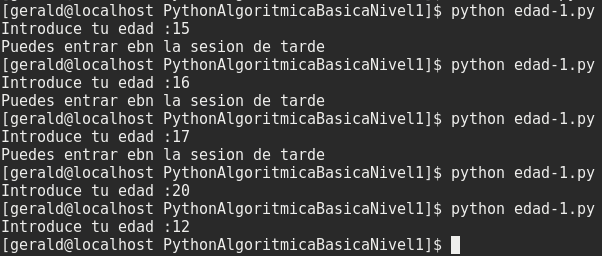 [gerald@localhost PythonAlgoritmicaBasicaNivel1]$ python edad-1.py
Introduce tu edad :15
Puedes entrar ebn la sesion de tarde
[gerald@localhost PythonAlgoritmicaBasicaNivel1]$ python edad-1.py
Introduce tu edad :16
Puedes entrar ebn la sesion de tarde
[gerald@localhost PythonAlgoritmicaBasicaNivel1]$ python edad-1.py
Introduce tu edad :17
Puedes entrar ebn la sesion de tarde
[gerald@localhost PythonAlgoritmicaBasicaNivel1]$ python edad-1.py
Introduce tu edad :20
[gerald@localhost PythonAlgoritmicaBasicaNivel1]$ python edad-1.py
Introduce tu edad :12
[gerald@localhost PythonAlgoritmicaBasicaNivel1]$